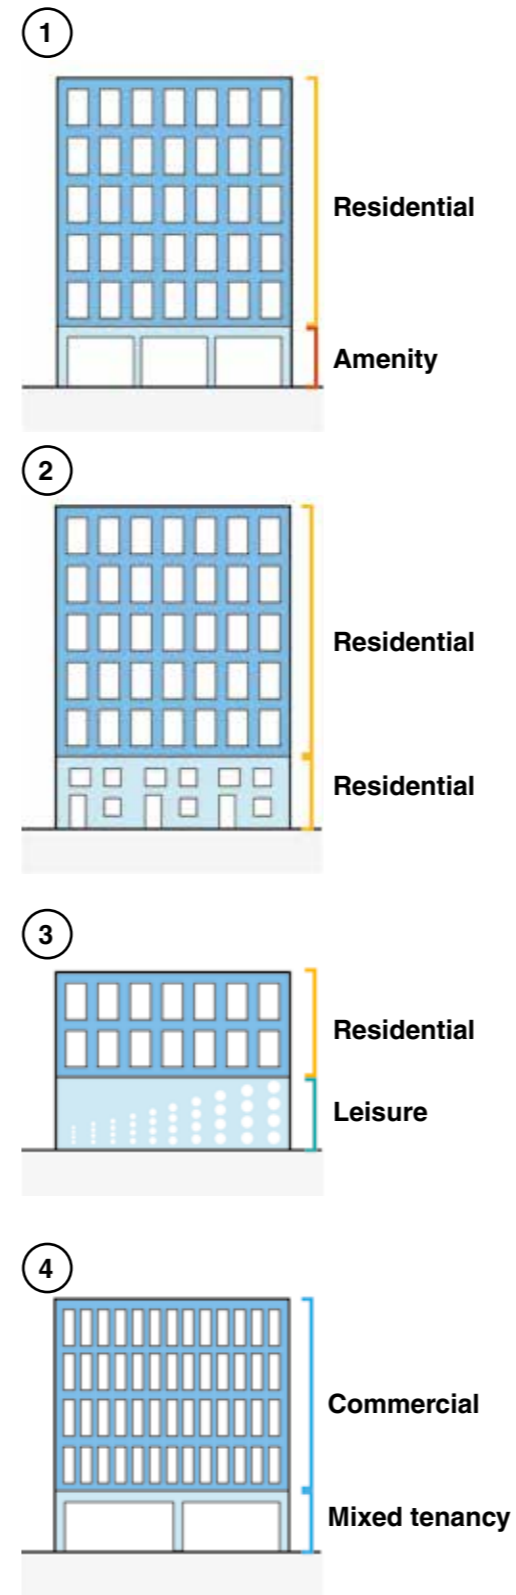 1
Residential
Amenity
2
Residential
Residential
3
Residential
Leisure
4
Commercial
Mixed tenancy